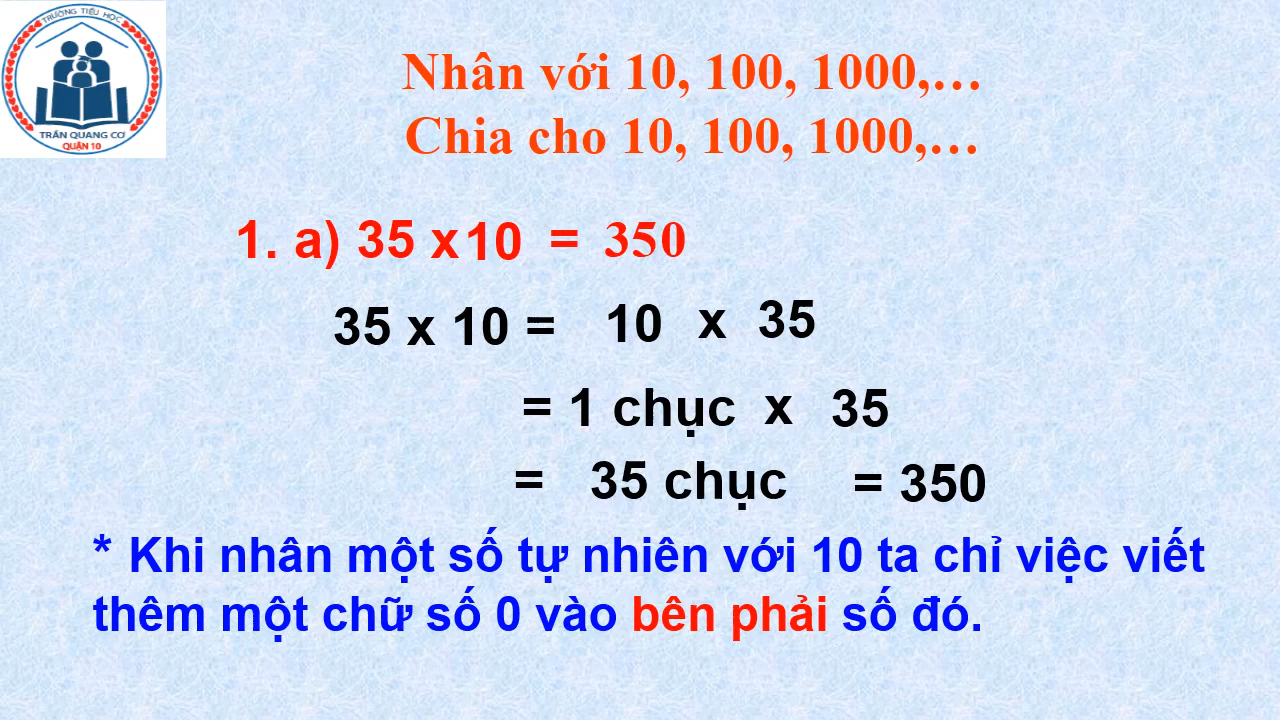 TRƯỜNG TIỂU HỌC
TRẦN QUANG CƠ
QUẬN 10
Nhân với 10, 100, 1000,…
Chia cho 10, 100, 1000,…
1. a) 35 x 10 = 350
35 x 10 = 10 x 35
= 1 chục x 35
= 35 chục = 350
* Khi nhân một số tự nhiên với 10 ta chỉ việc viết
thêm một chữ số 0 vào bên phải số đó.